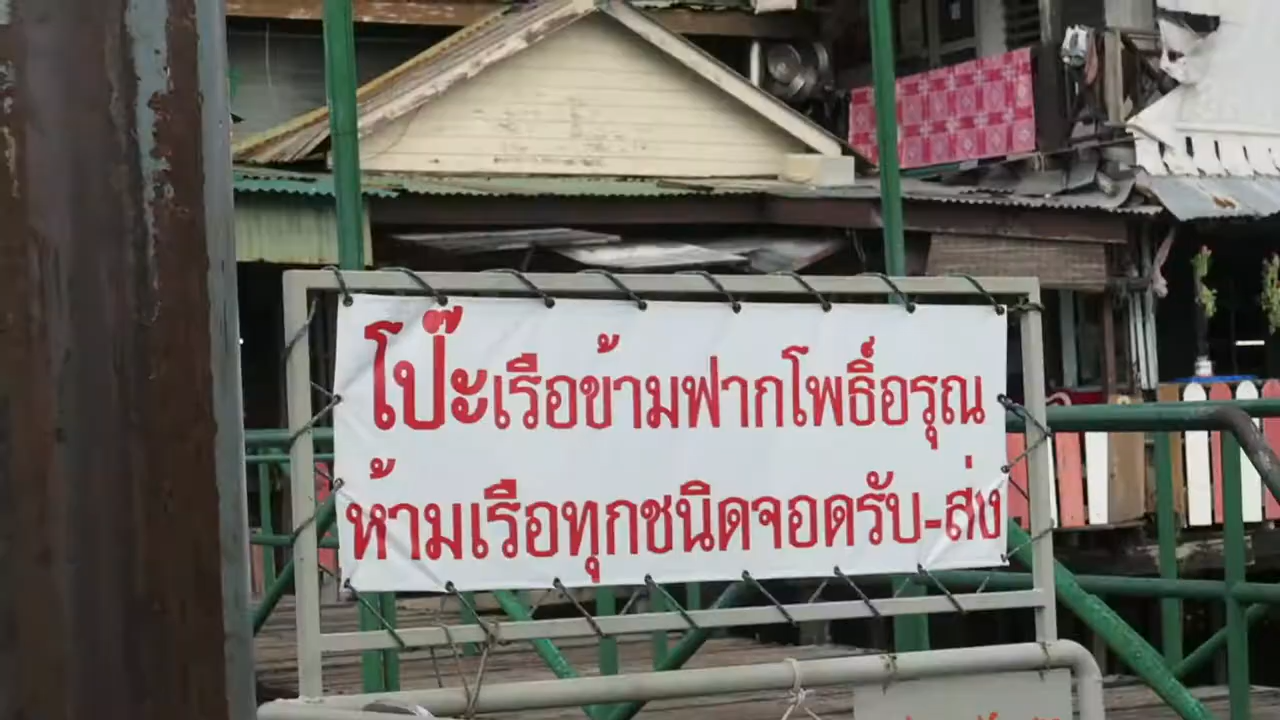 โป๊ะเรือข้ามฟากโพธิ์อรุณ
ห้ามเรือทุกชนิดจอดรับ-ส่ง